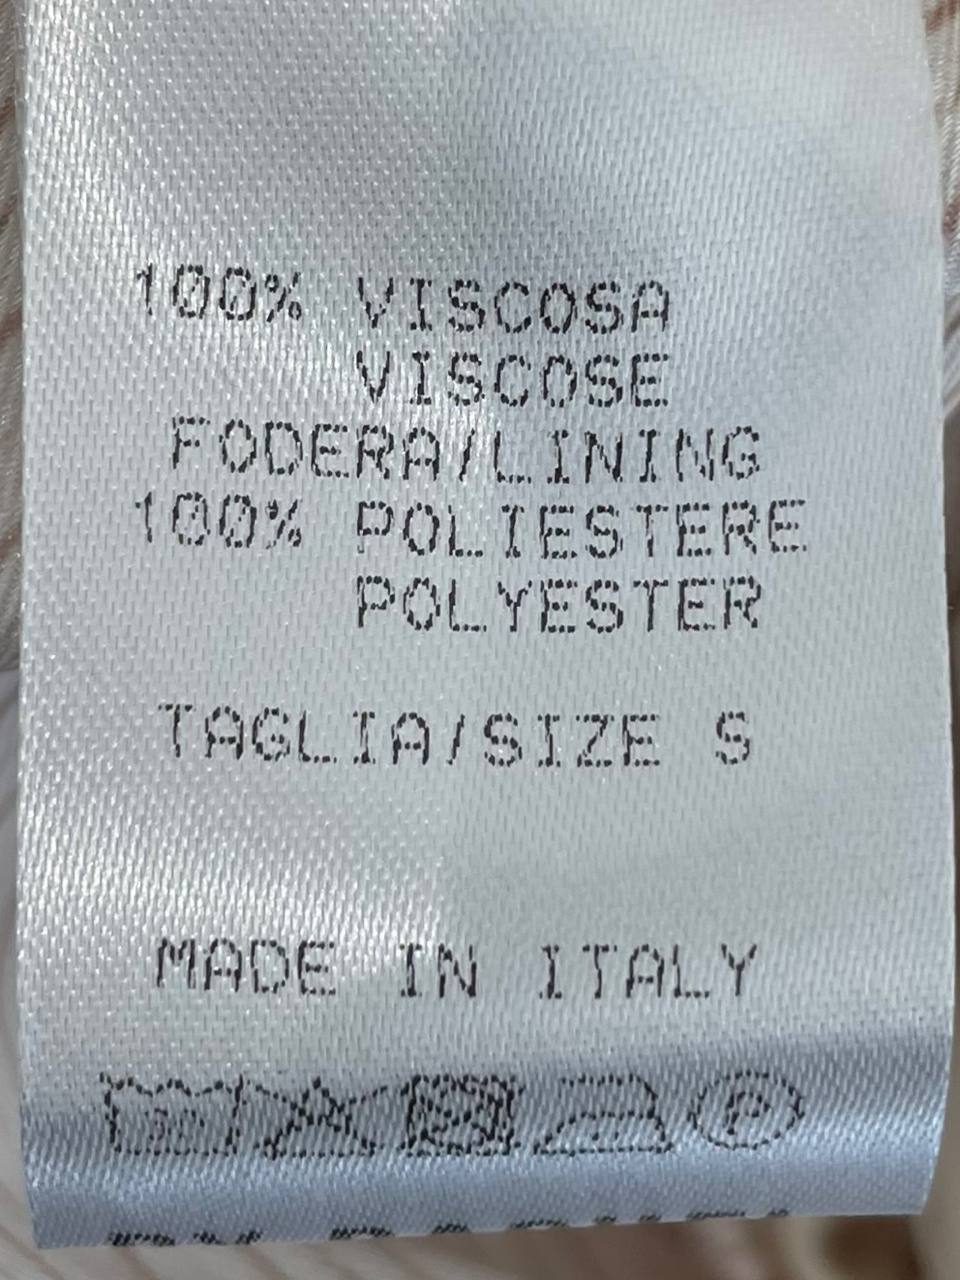 100% VISCOSA
VISCOSE
FODERA/LINING
100% POLIESTERE
POLYESTER
TAGLIA/SIZE S
MADE IN ITALY
P